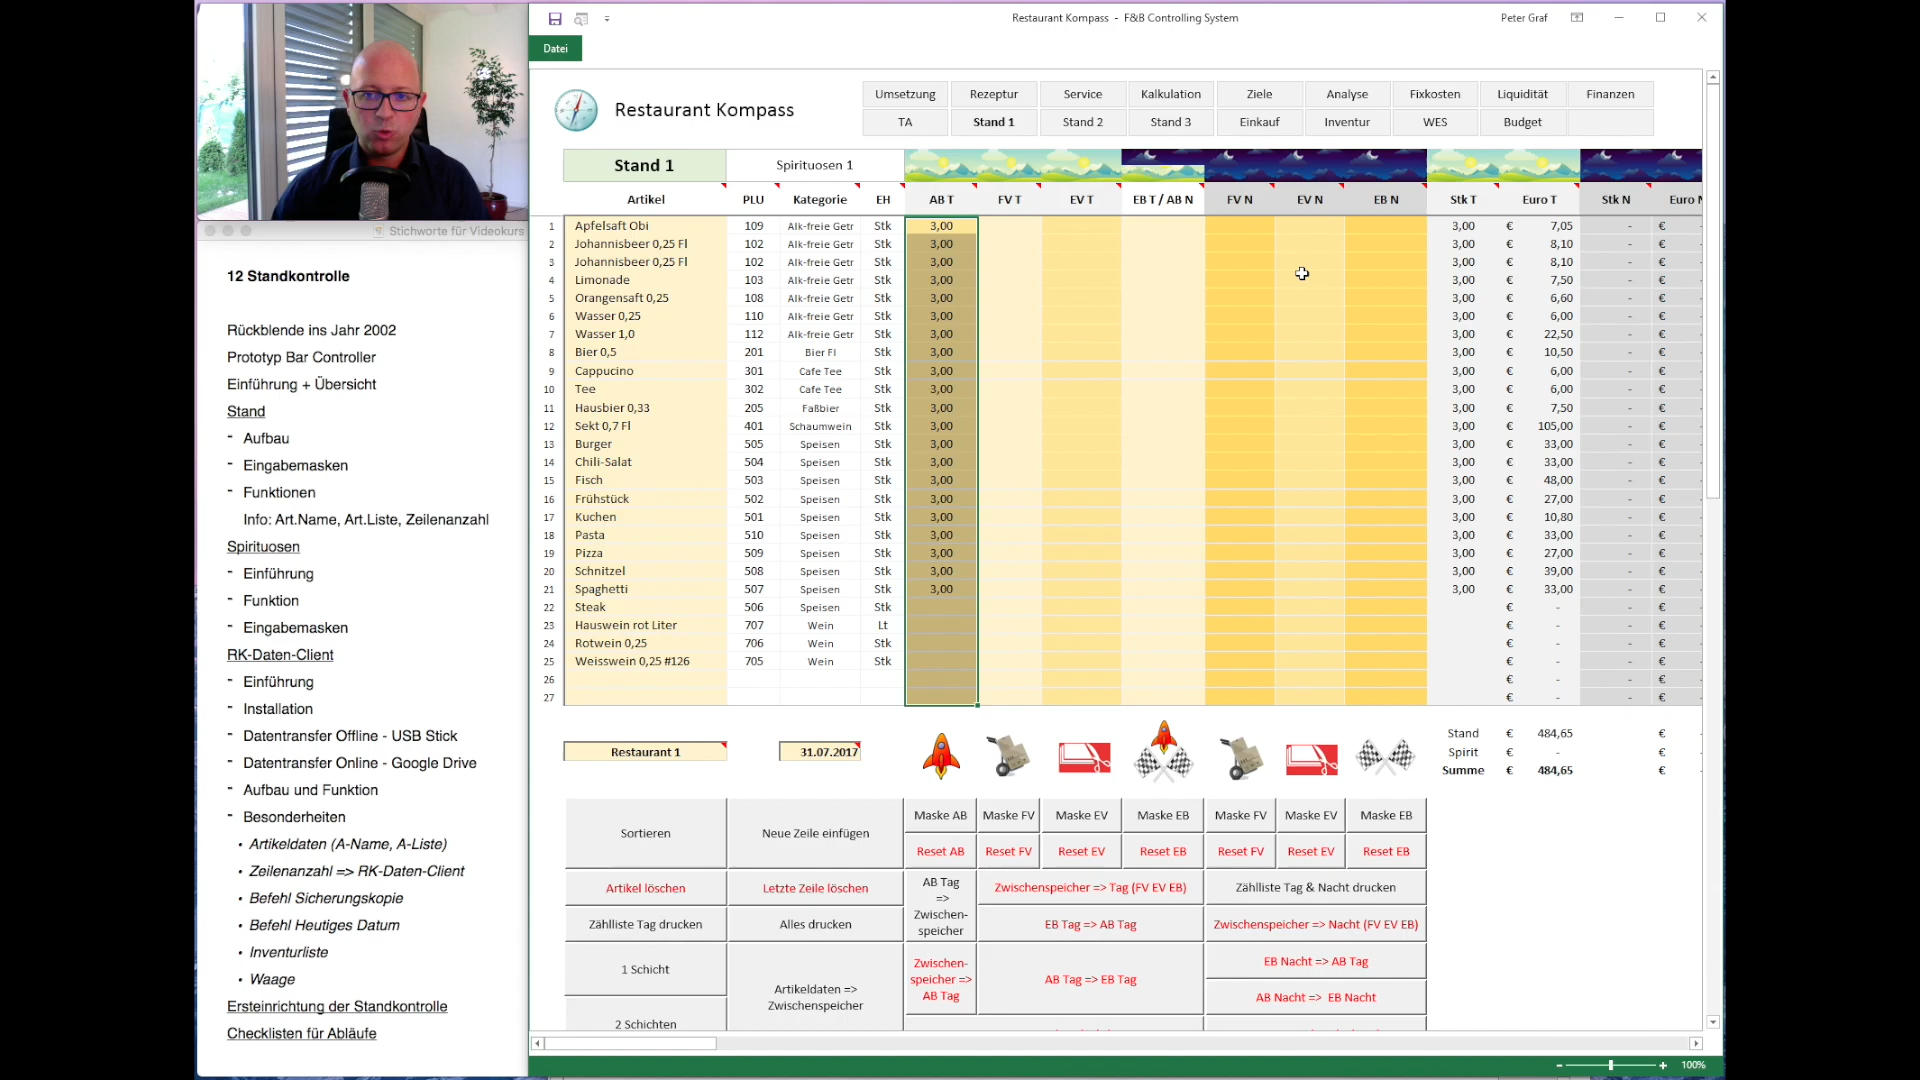 Restaurant Kompass - F&B Controlling System
Peter Graf
Datei
Restaurant Kompass
Umsetzung Rezeptur Service Kalkulation Ziele Analyse Fixkosten Liquidität Finanzen
TA Stand 1 Stand 2 Stand 3 Einkauf Inventur WES Budget
Stichworte für Videokurs
12 Standkontrolle
Rückblende ins Jahr 2002
Prototyp Bar Controller
Einführung + Übersicht
Stand
- Aufbau
- Eingabemasken
- Funktionen
Info: Art.Name, Art.Liste, Zeilenanzahl
Spirituosen
- Einführung
- Funktion
- Eingabemasken
RK-Daten-Client
- Einführung
- Installation
- Datentransfer Offline - USB Stick
- Datentransfer Online - Google Drive
- Aufbau und Funktion
- Besonderheiten
• Artikeldaten (A-Name, A-Liste)
• Zeilenanzahl => RK-Daten-Client
• Befehl Sicherungskopie
• Befehl Heutiges Datum
• Inventurliste
• Waage
Ersteinrichtung der Standkontrolle
Checklisten für Abläufe
Stand 1 Spirituosen 1
Artikel PLU Kategorie EH AB T FV T EV T EB T / AB N FV N EV N EB N Stk T Euro T Stk N Euro N
1 Apfelsaft Obi 109 Alk-freie Getr Stk 3,00 3,00 € 7,05 - € -
2 Johannisbeer 0,25 Fl 102 Alk-freie Getr Stk 3,00 3,00 € 8,10 - € -
3 Johannisbeer 0,25 Fl 102 Alk-freie Getr Stk 3,00 3,00 € 8,10 - € -
4 Limonade 103 Alk-freie Getr Stk 3,00 3,00 € 7,50 - € -
5 Orangensaft 0,25 108 Alk-freie Getr Stk 3,00 3,00 € 6,60 - € -
6 Wasser 0,25 110 Alk-freie Getr Stk 3,00 3,00 € 6,00 - € -
7 Wasser 1,0 112 Alk-freie Getr Stk 3,00 3,00 € 22,50 - € -
8 Bier 0,5 201 Bier Fl Stk 3,00 3,00 € 10,50 - € -
9 Cappucino 301 Cafe Tee Stk 3,00 3,00 € 6,00 - € -
10 Tee 302 Cafe Tee Stk 3,00 3,00 € 6,00 - € -
11 Hausbier 0,33 205 Faßbier Stk 3,00 3,00 € 7,50 - € -
12 Sekt 0,7 Fl 401 Schaumwein Stk 3,00 3,00 € 105,00 - € -
13 Burger 505 Speisen Stk 3,00 3,00 € 33,00 - € -
14 Chili-Salat 504 Speisen Stk 3,00 3,00 € 33,00 - € -
15 Fisch 503 Speisen Stk 3,00 3,00 € 48,00 - € -
16 Frühstück 502 Speisen Stk 3,00 3,00 € 27,00 - € -
17 Kuchen 501 Speisen Stk 3,00 3,00 € 10,80 - € -
18 Pasta 510 Speisen Stk 3,00 3,00 € 33,00 - € -
19 Pizza 509 Speisen Stk 3,00 3,00 € 27,00 - € -
20 Schnitzel 508 Speisen Stk 3,00 3,00 € 39,00 - € -
21 Spaghetti 507 Speisen Stk 3,00 3,00 € 33,00 - € -
22 Steak 506 Speisen Stk € - - € -
23 Hauswein rot Liter 707 Wein Lt € - - € -
24 Rotwein 0,25 706 Wein Stk € - - € -
25 Weisswein 0,25 #126 705 Wein Stk € - - € -
26 € - - € -
27 € - - € -
Restaurant 1 31.07.2017
Stand € 484,65 € -
Spirit € - € -
Summe € 484,65 € -
Sortieren Neue Zeile einfügen Maske AB Maske FV Maske EV Maske EB Maske FV Maske EV Maske EB
Reset AB Reset FV Reset EV Reset EB Reset FV Reset EV Reset EB
Artikel löschen Letzte Zeile löschen
AB Tag
=>
Zwischen-
speicher
Zwischenspeicher => Tag (FV EV EB) Zählliste Tag & Nacht drucken
Zählliste Tag drucken Alles drucken EB Tag => AB Tag Zwischenspeicher => Nacht (FV EV EB)
1 Schicht
Artikeldaten =>
Zwischenspeicher
Zwischen-
speicher =>
AB Tag
AB Tag => EB Tag
EB Nacht => AB Tag
AB Nacht => EB Nacht
2 Schichten
100%